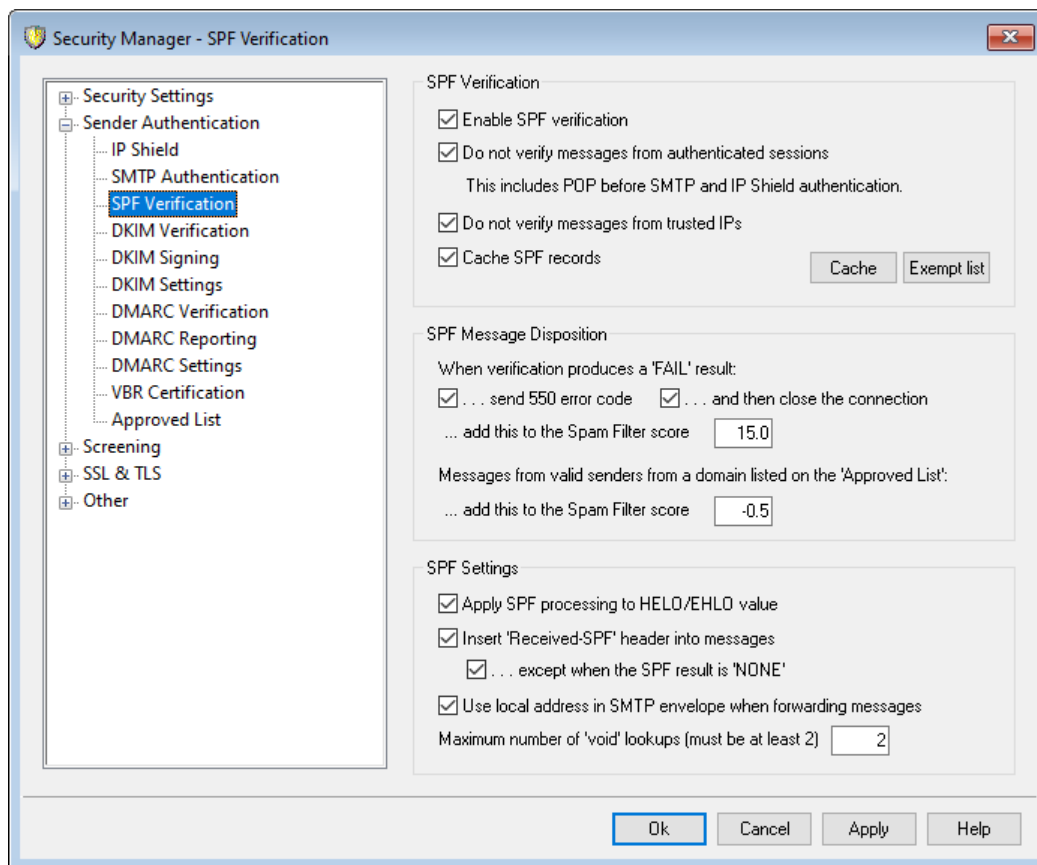 Security Manager - SPF Verification
Security Settings
Sender Authentication
IP Shield
SMTP Authentication
SPF Verification
DKIM Verification
DKIM Signing
DKIM Settings
DMARC Verification
DMARC Reporting
DMARC Settings
VBR Certification
Approved List
Screening
SSL & TLS
Other
SPF Verification
Enable SPF verification
Do not verify messages from authenticated sessions
This includes POP before SMTP and IP Shield authentication.
Do not verify messages from trusted IPs
Cache SPF records
Cache Exempt list
SPF Message Disposition
When verification produces a 'FAIL' result:
. . . send 550 error code . . . and then close the connection
... add this to the Spam Filter score 15.0
Messages from valid senders from a domain listed on the 'Approved List':
... add this to the Spam Filter score -0.5
SPF Settings
Apply SPF processing to HELO/EHLO value
Insert 'Received-SPF' header into messages
. . . except when the SPF result is 'NONE'
Use local address in SMTP envelope when forwarding messages
Maximum number of 'void' lookups (must be at least 2) 2
Ok Cancel Apply Help